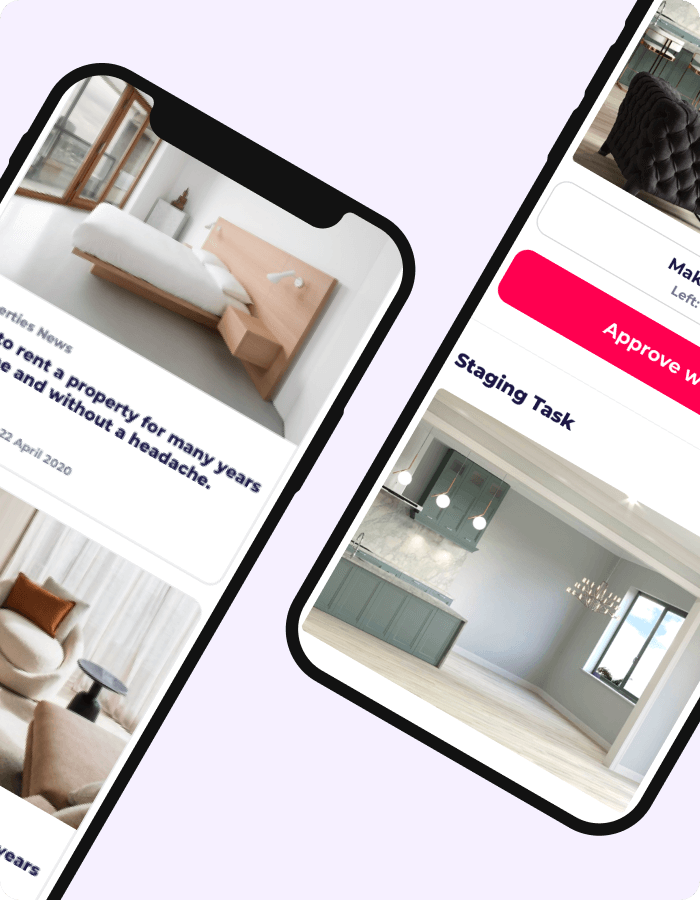 erties News
to rent a property for many years
e and without a headache.
22 April 2020
years
Mak
Left:
Approve w
Staging Task